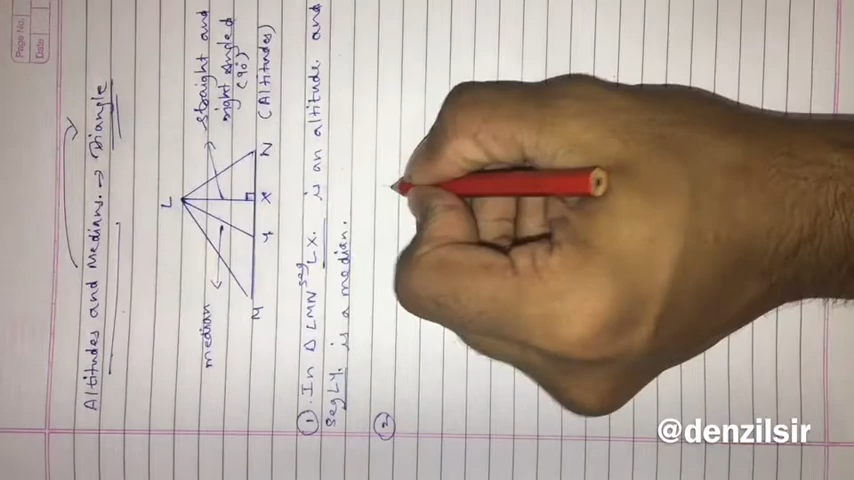 Page No.
Date
Altitudes and Medians. → Triangle
L
median
straight and
right angled
(90°)
M Y X N (Altitudes)
① . In Δ LMN seg LX. is an altitude and
seg LY. is a median.
②
@denzilsir